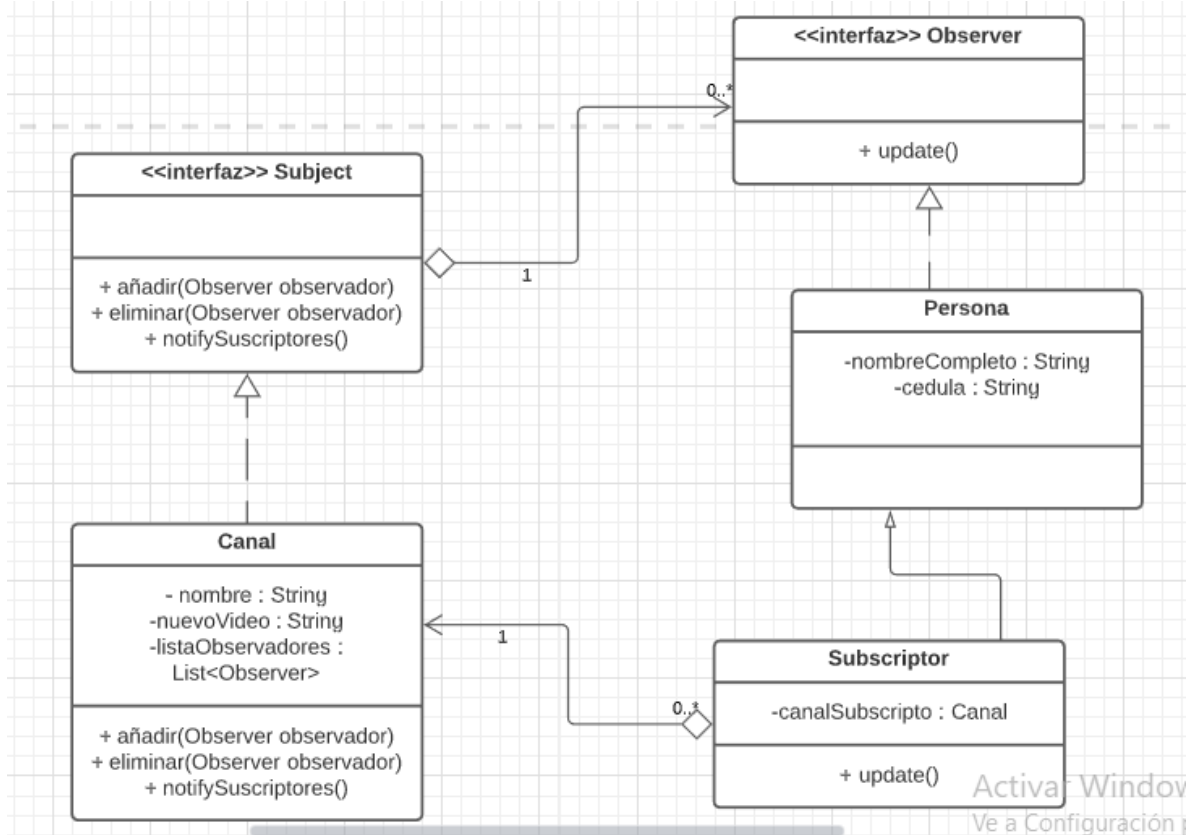 <<interfaz>> Observer
0..*
+ update()
<<interfaz>> Subject
+ añadir(Observer observador)
+ eliminar(Observer observador)
+ notifySuscriptores()
1
Persona
-nombreCompleto : String
-cedula : String
Canal
- nombre : String
-nuevoVideo : String
-listaObservadores :
List<Observer>
+ añadir(Observer observador)
+ eliminar(Observer observador)
+ notifySuscriptores()
1
0..*
Subscriptor
-canalSubscripto : Canal
+ update()
Activar Window
Ve a Configuración p